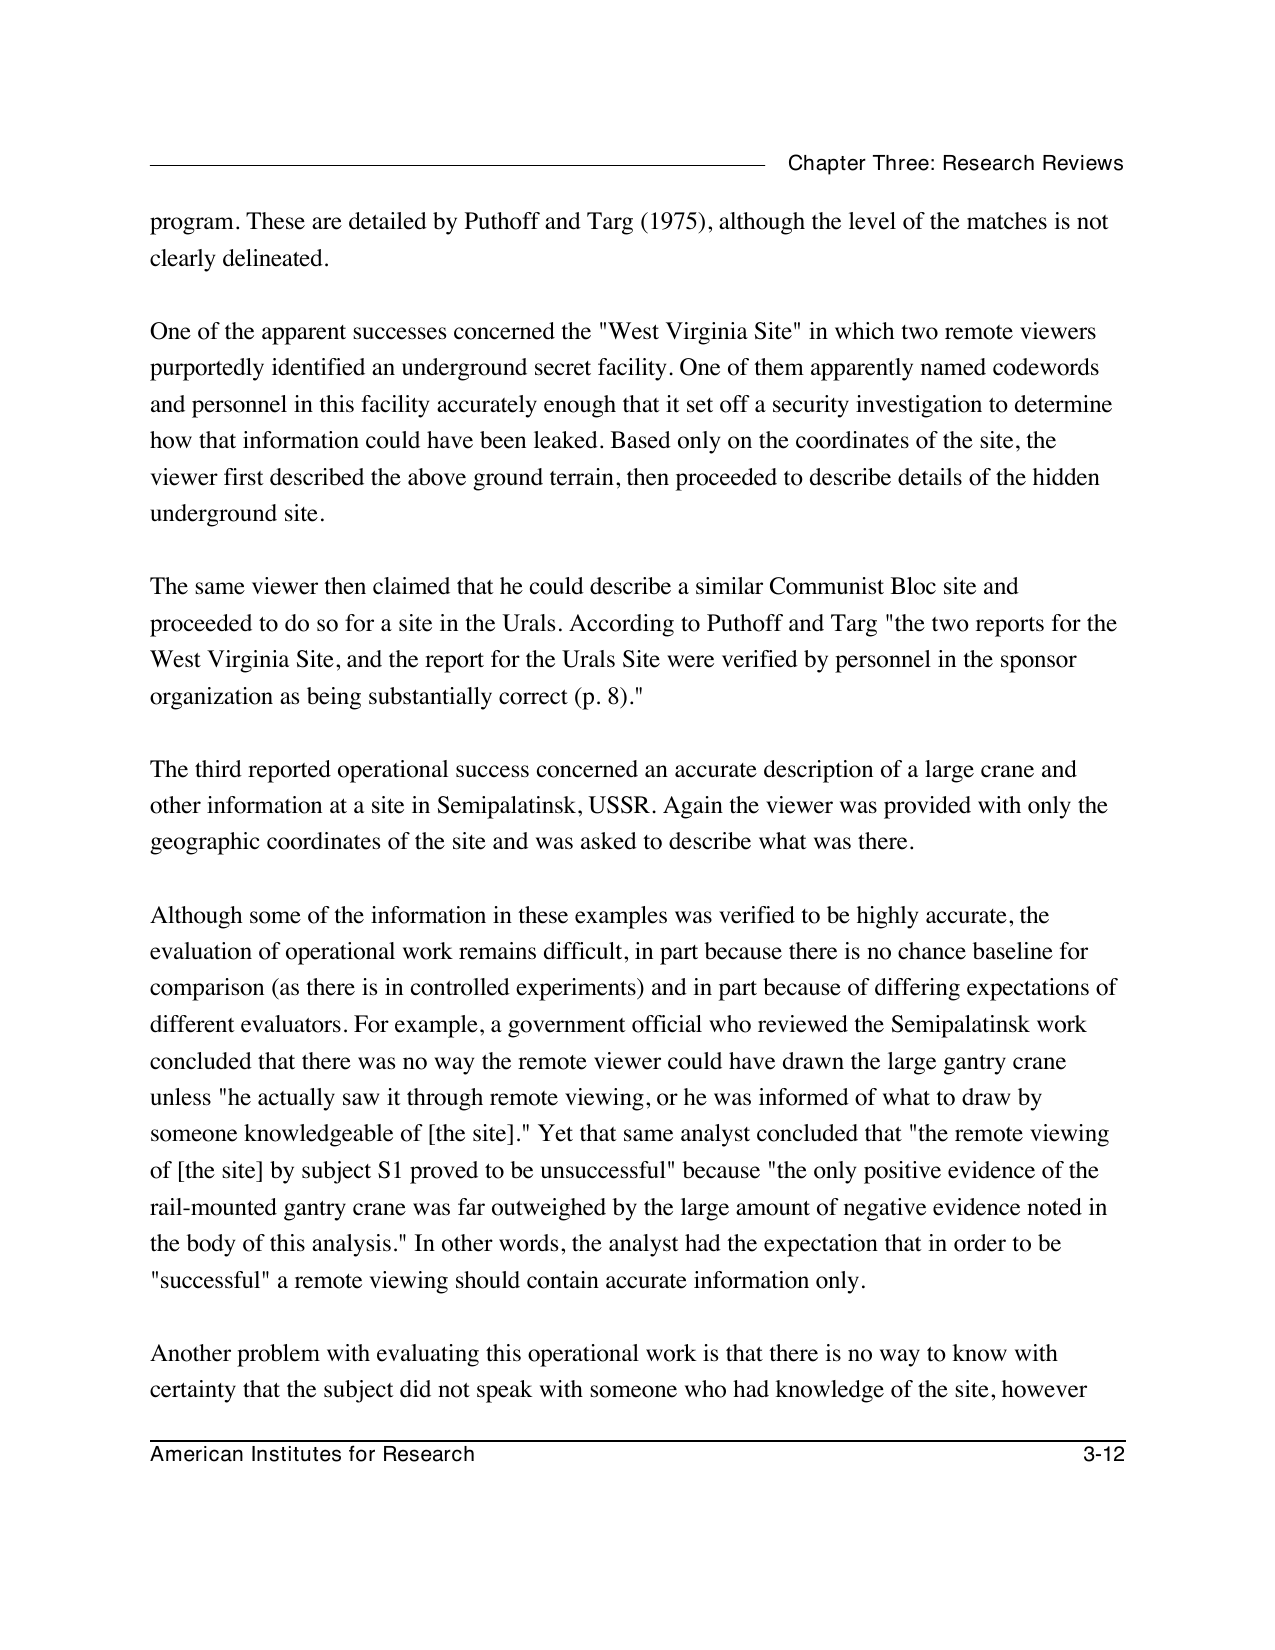 Chapter Three: Research Reviews
program. These are detailed by Puthoff and Targ (1975), although the level of the matches is not
clearly delineated.
One of the apparent successes concerned the "West Virginia Site" in which two remote viewers
purportedly identified an underground secret facility. One of them apparently named codewords
and personnel in this facility accurately enough that it set off a security investigation to determine
how that information could have been leaked. Based only on the coordinates of the site, the
viewer first described the above ground terrain, then proceeded to describe details of the hidden
underground site.
The same viewer then claimed that he could describe a similar Communist Bloc site and
proceeded to do so for a site in the Urals. According to Puthoff and Targ "the two reports for the
West Virginia Site, and the report for the Urals Site were verified by personnel in the sponsor
organization as being substantially correct (p. 8)."
The third reported operational success concerned an accurate description of a large crane and
other information at a site in Semipalatinsk, USSR. Again the viewer was provided with only the
geographic coordinates of the site and was asked to describe what was there.
Although some of the information in these examples was verified to be highly accurate, the
evaluation of operational work remains difficult, in part because there is no chance baseline for
comparison (as there is in controlled experiments) and in part because of differing expectations of
different evaluators. For example, a government official who reviewed the Semipalatinsk work
concluded that there was no way the remote viewer could have drawn the large gantry crane
unless "he actually saw it through remote viewing, or he was informed of what to draw by
someone knowledgeable of [the site]." Yet that same analyst concluded that "the remote viewing
of [the site] by subject S1 proved to be unsuccessful" because "the only positive evidence of the
rail-mounted gantry crane was far outweighed by the large amount of negative evidence noted in
the body of this analysis." In other words, the analyst had the expectation that in order to be
"successful" a remote viewing should contain accurate information only.
Another problem with evaluating this operational work is that there is no way to know with
certainty that the subject did not speak with someone who had knowledge of the site, however
American Institutes for Research 3-12